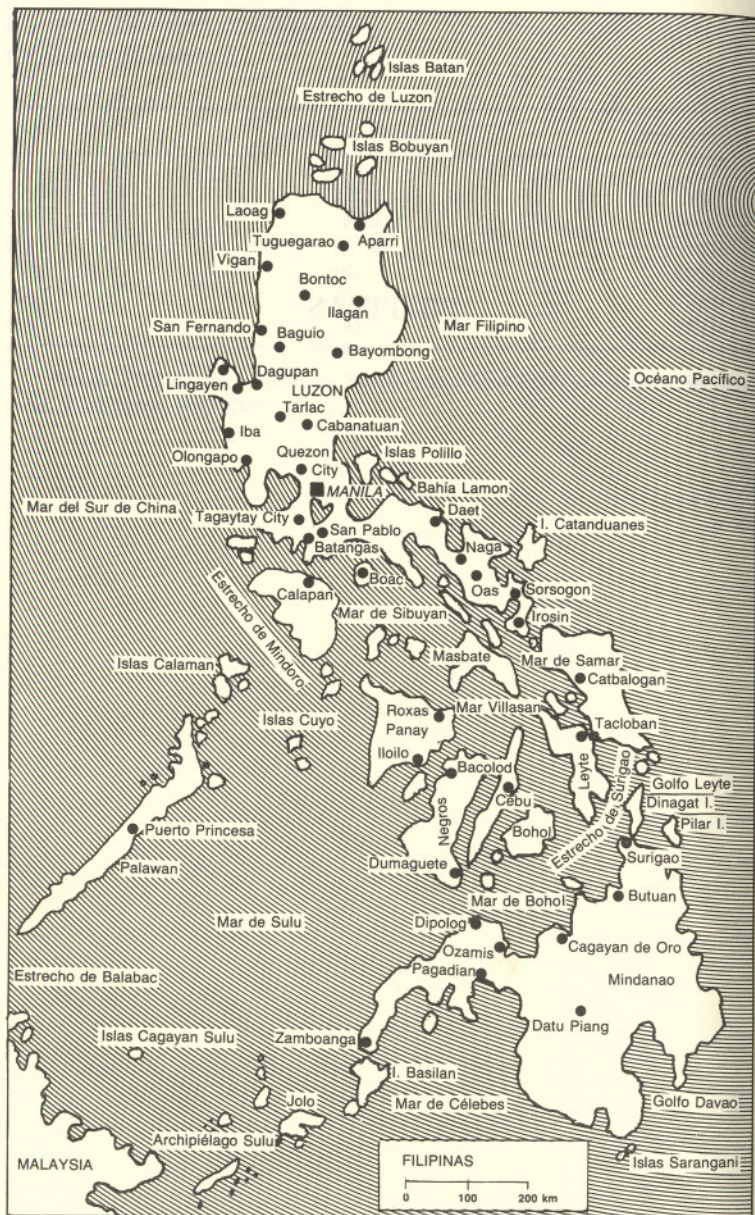 Islas Batan
Estrecho de Luzon
Islas Bobuyan
Laoag
Tuguegarao
Aparri
Vigan
Bontoc
Ilagan
San Fernando
Baguio
Mar Filipino
Bayombong
Océano Pacífico
Dagupan
Lingayen
LUZON
Tarlac
Iba
Cabanatuan
Olongapo
Quezon
City
Islas Polillo
MANILA
Bahía Lamon
Mar del Sur de China
Daet
Tagaytay City
San Pablo
I. Catanduanes
Batangas
Naga
Boac
Oas
Sorsogon
Calapan
Estrecho de Mindoro
Mar de Sibuyan
Irosin
Masbate
Mar de Samar
Islas Calaman
Catbalogan
Roxas
Mar Villasan
Islas Cuyo
Panay
Tacloban
Iloilo
Bacolod
Leyte
Estrecho de Surigao
Cebu
Golfo Leyte
Negros
Dinagat I.
Puerto Princesa
Bohol
Pilar I.
Palawan
Surigao
Dumaguete
Butuan
Mar de Bohol
Mar de Sulu
Dipolog
Ozamis
Cagayan de Oro
Pagadian
Estrecho de Balabac
Mindanao
Datu Piang
Islas Cagayan Sulu
Zamboanga
I. Basilan
Jolo
Mar de Célebes
Golfo Davao
Archipiélago Sulu
MALAYSIA
FILIPINAS
Islas Sarangani
0 100 200 km